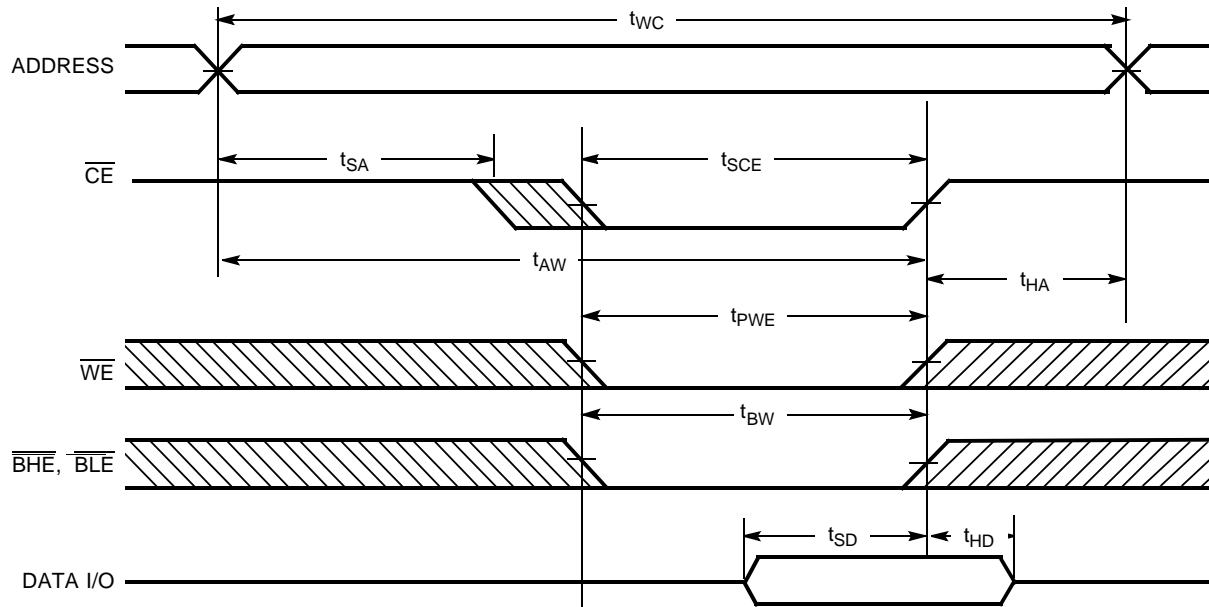 tWC
ADDRESS
tSA
tSCE
CE
tAW
tHA
tPWE
WE
tBW
BHE, BLE
tSD
tHD
DATA I/O